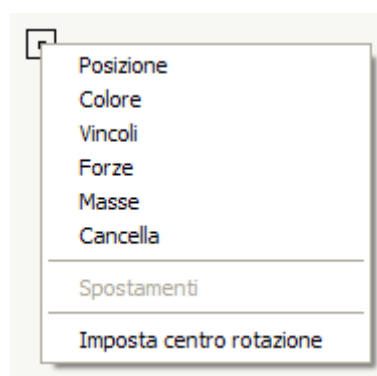 Posizione
Colore
Vincoli
Forze
Masse
Cancella
Spostamenti
Imposta centro rotazione